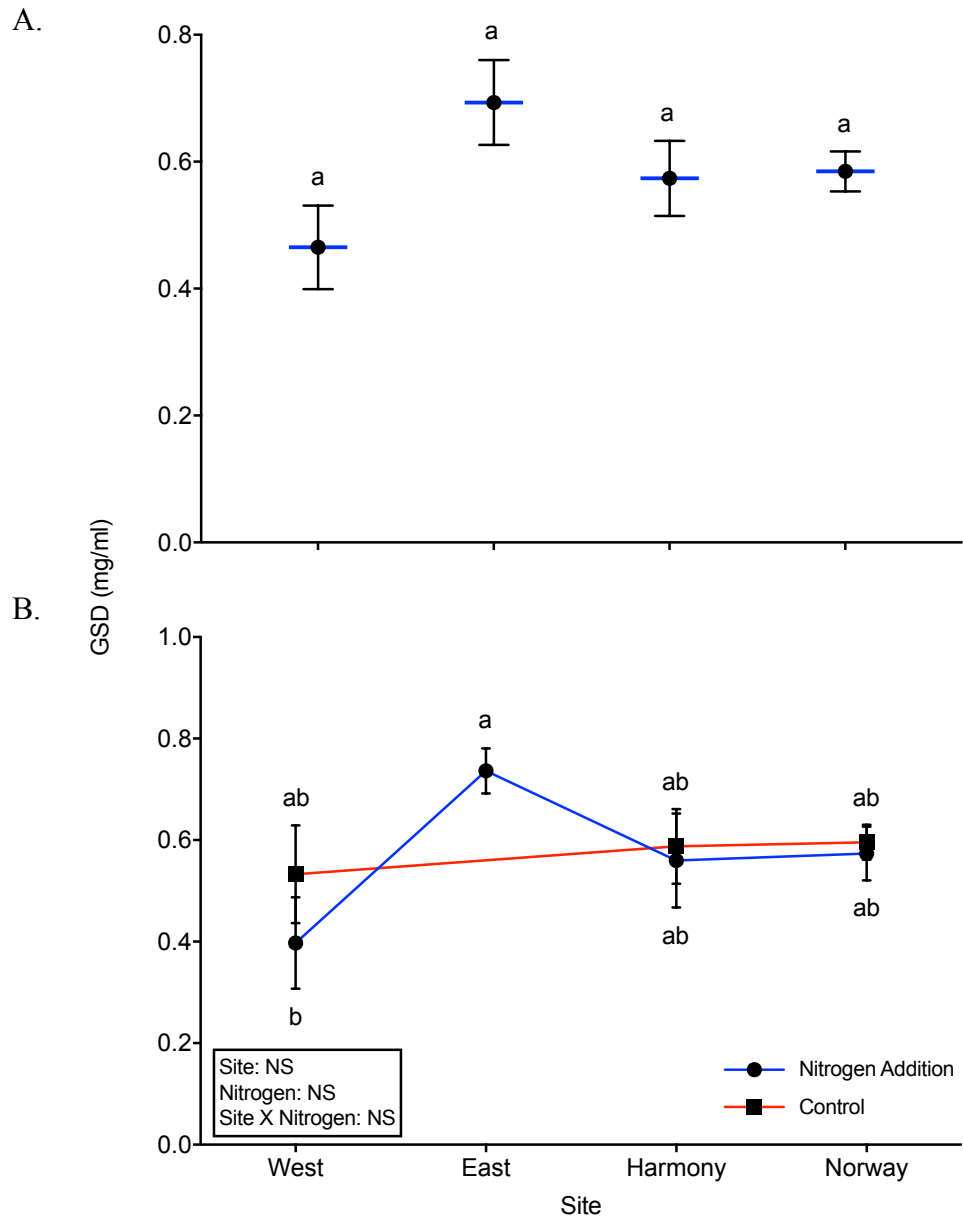 A.
0.8
0.6
0.4
0.2
0.0
a
a
a
a
GSD (mg/ml)
B.
1.0
0.8
0.6
0.4
0.2
0.0
ab
a
ab
ab
b
ab
ab
Site: NS
Nitrogen: NS
Site X Nitrogen: NS
Nitrogen Addition
Control
West East Harmony Norway
Site